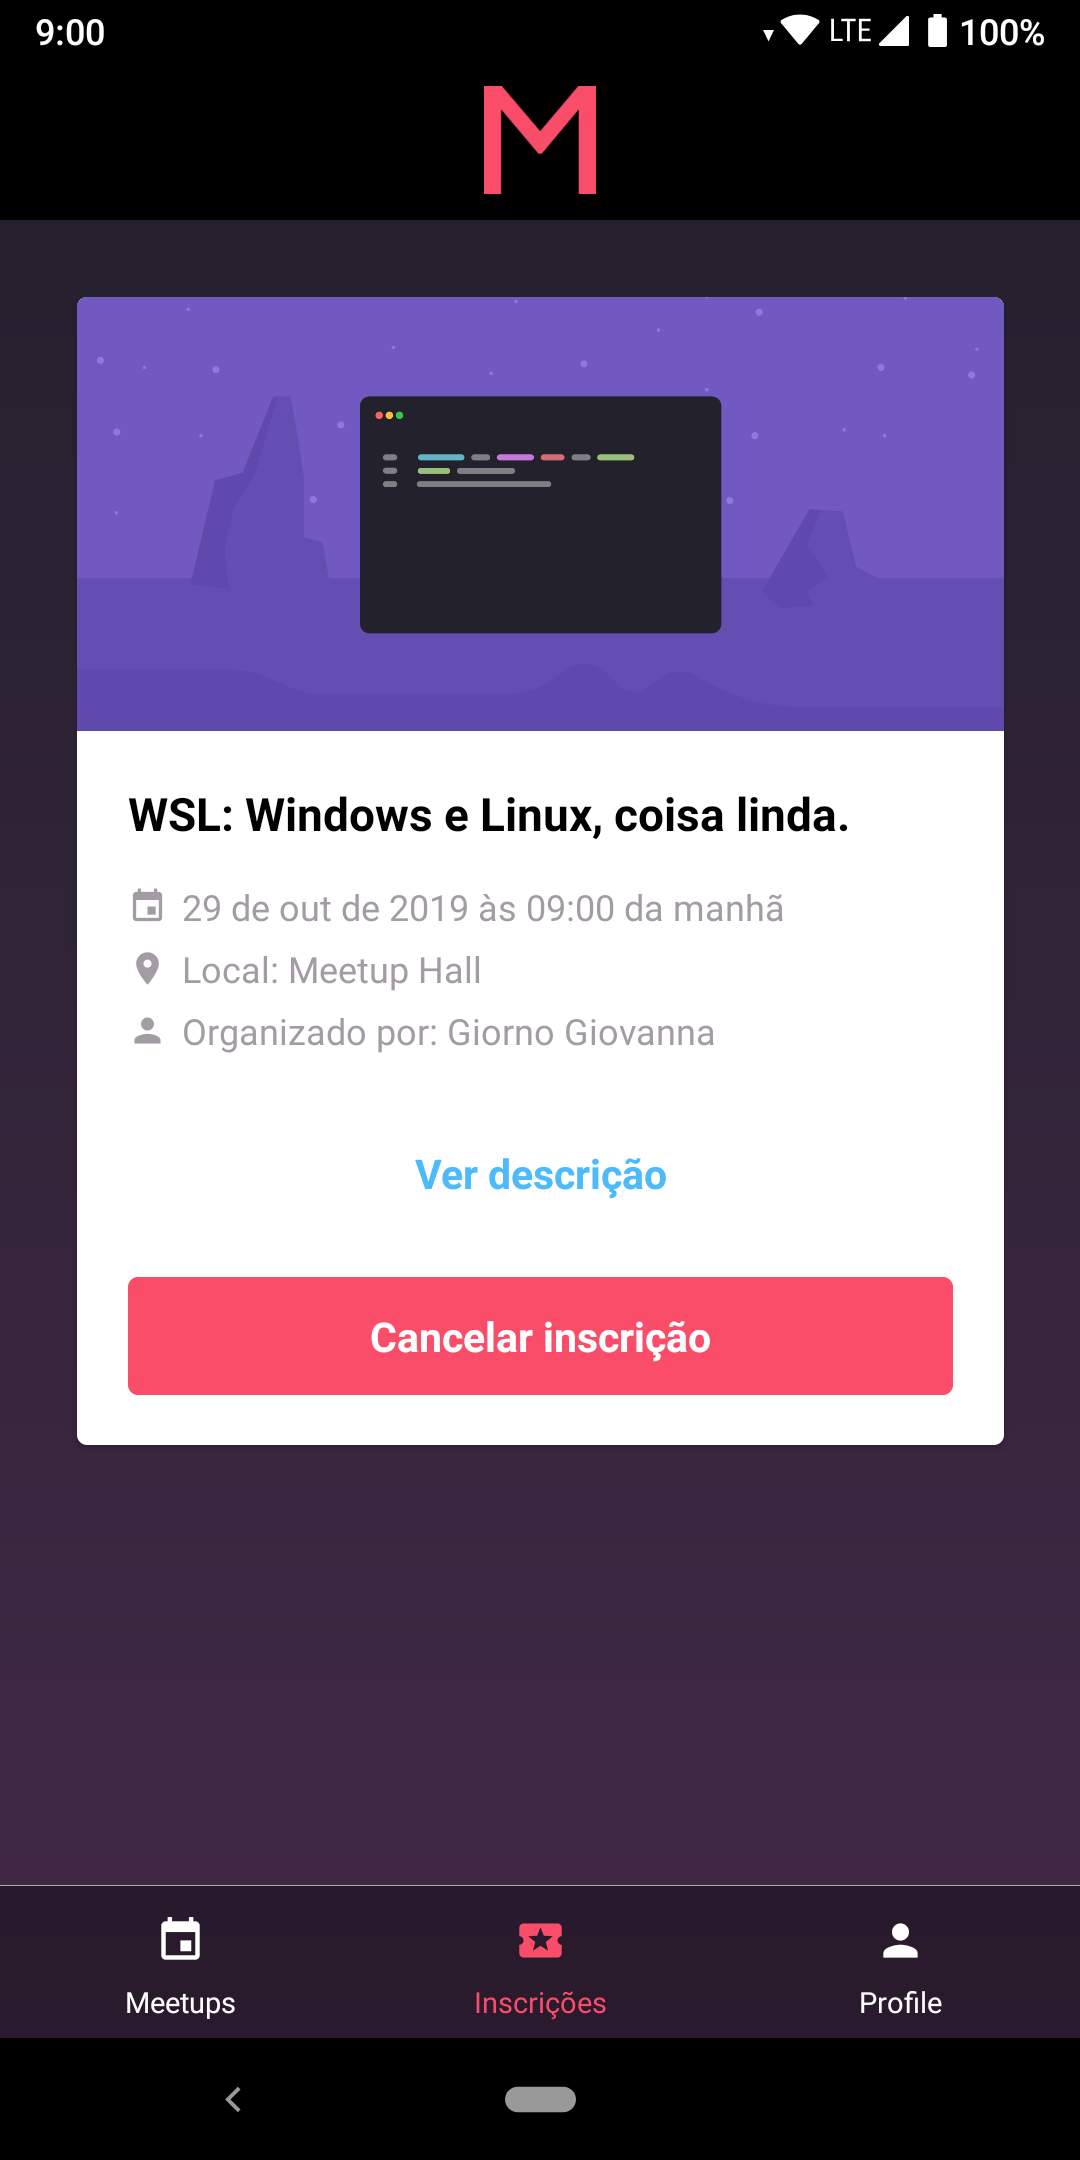 9:00 LTE 100%
M
WSL: Windows e Linux, coisa linda.
29 de out de 2019 às 09:00 da manhã
Local: Meetup Hall
Organizado por: Giorno Giovanna
Ver descrição
Cancelar inscrição
Meetups Inscrições Profile